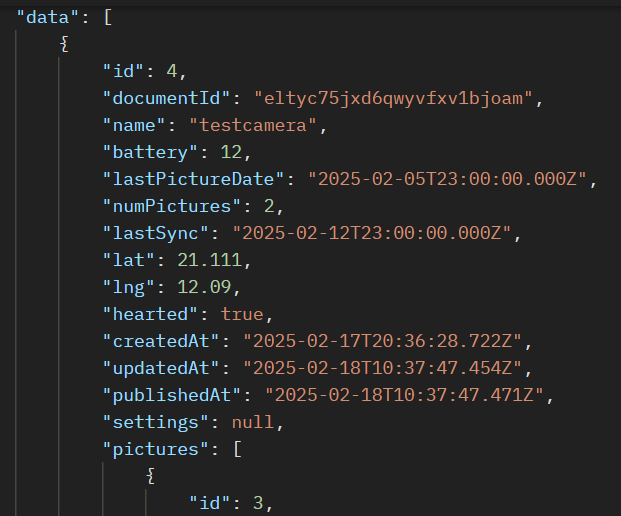 "data": [
{
"id": 4,
"documentId": "eltyc75jxd6qwyvfxv1bjoam",
"name": "testcamera",
"battery": 12,
"lastPictureDate": "2025-02-05T23:00:00.000Z",
"numPictures": 2,
"lastSync": "2025-02-12T23:00:00.000Z",
"lat": 21.111,
"lng": 12.09,
"hearted": true,
"createdAt": "2025-02-17T20:36:28.722Z",
"updatedAt": "2025-02-18T10:37:47.454Z",
"publishedAt": "2025-02-18T10:37:47.471Z",
"settings": null,
"pictures": [
{
"id": 3,